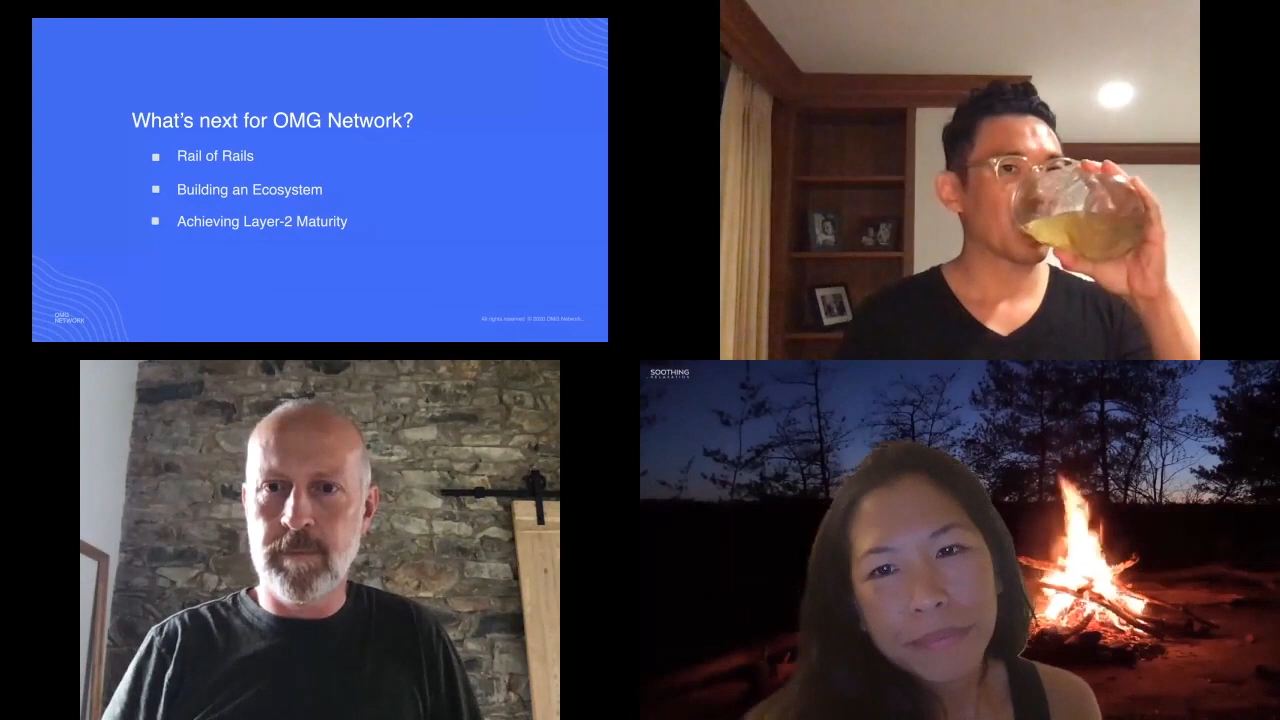 What's next for OMG Network?
Rail of Rails
Building an Ecosystem
Achieving Layer-2 Maturity
OMG
NETWORK
All rights reserved © 2020 OMG Network.
SOOTHING
RELAXATION